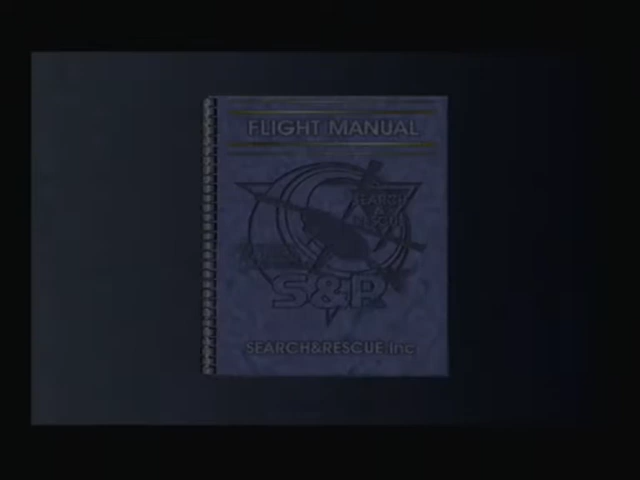 FLIGHT MANUAL
SEARCH
&
S&R
SEARCH&RESCUE inc